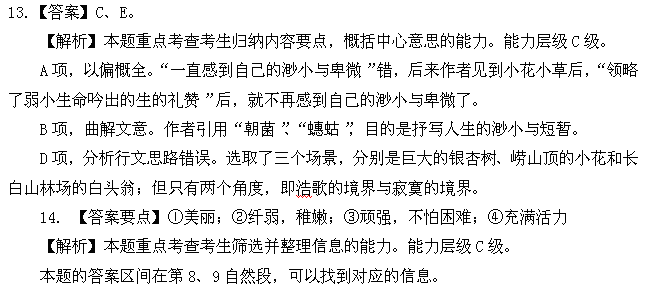 13.【答案】C、E。
【解析】本题重点考查考生归纳内容要点，概括中心意思的能力。能力层级 C 级。
A 项，以偏概全。“一直感到自己的渺小与卑微 ”错，后来作者见到小花小草后，“领略
了弱小生命吟出的生的礼赞 ”后，就不再感到自己的渺小与卑微了。
B 项，曲解文意。作者引用“朝菌 ”、“蟪蛄 ”，目的是抒写人生的渺小与短暂。
D 项，分析行文思路错误。选取了三个场景，分别是巨大的银杏树、崂山顶的小花和长
白山林场的白头翁；但只有两个角度，即浩歌的境界与寂寞的境界。
14. 【答案要点】①美丽；②纤弱，稚嫩；③顽强，不怕困难；④充满活力
【解析】本题重点考查考生筛选并整理信息的能力。能力层级 C 级。
本题的答案区间在第 8、9 自然段，可以找到对应的信息。